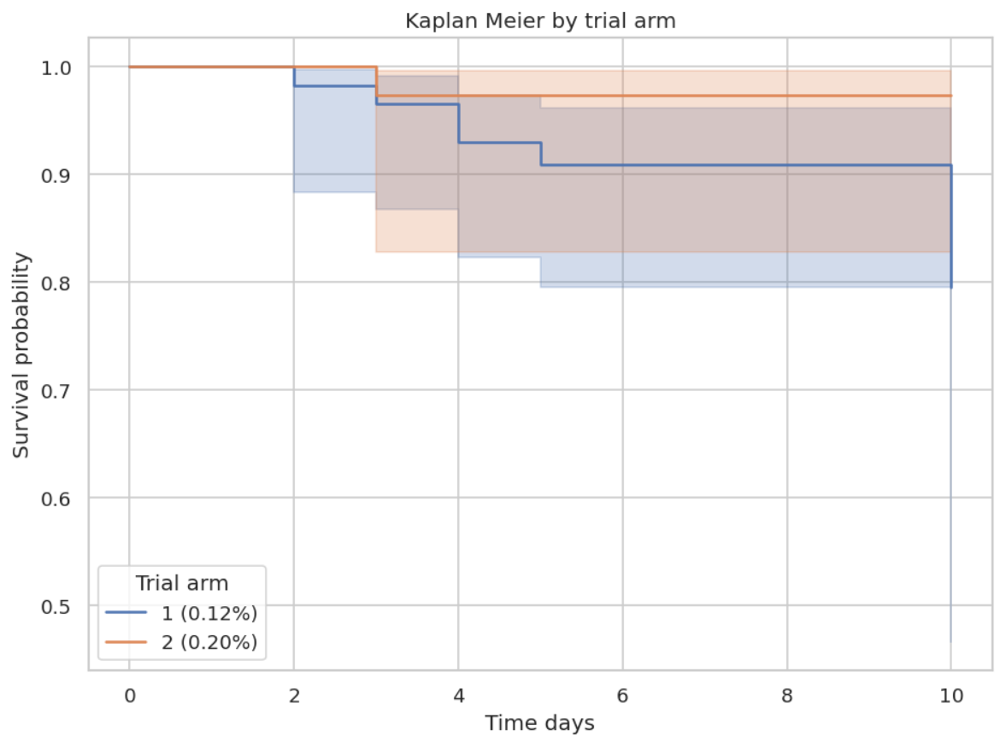 Kaplan Meier by trial arm
Survival probability
1.0
0.9
0.8
0.7
0.6
0.5
Trial arm
1 (0.12%)
2 (0.20%)
0 2 4 6 8 10
Time days